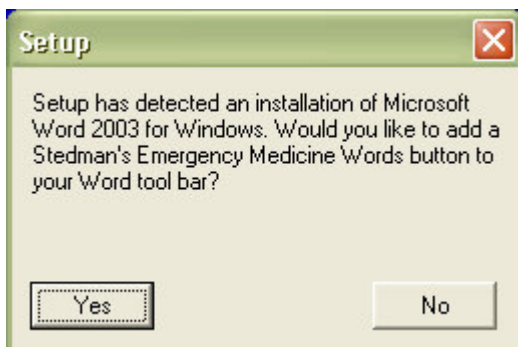 Setup
Setup has detected an installation of Microsoft
Word 2003 for Windows. Would you like to add a
Stedman's Emergency Medicine Words button to
your Word tool bar?
Yes
No